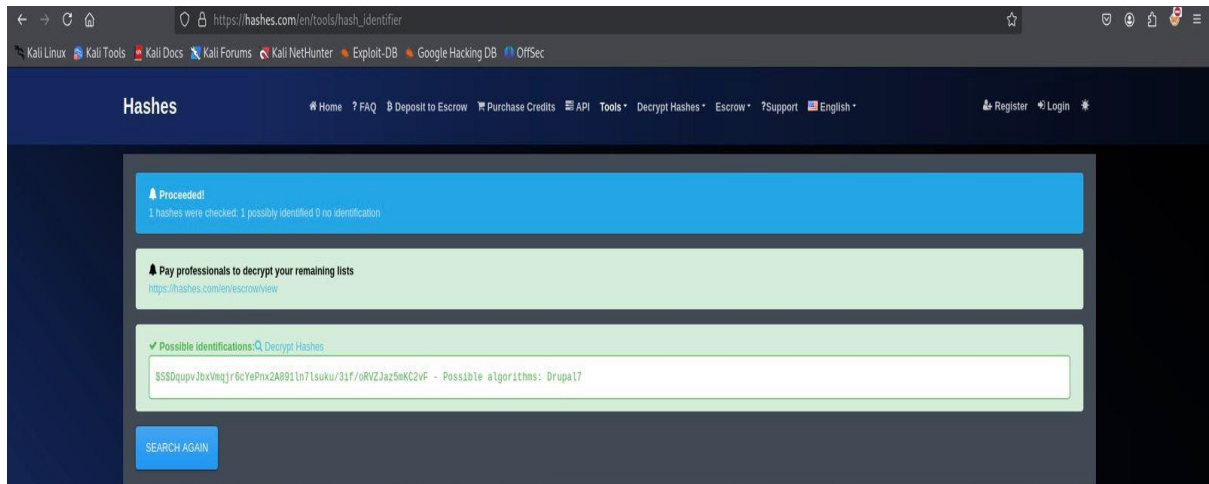 https://hashes.com/en/tools/hash_identifier
Kali Linux Kali Tools Kali Docs Kali Forums Kali NetHunter Exploit-DB Google Hacking DB OffSec
Hashes Home ? FAQ Deposit to Escrow Purchase Credits API Tools Decrypt Hashes Escrow ?Support English Register Login
Proceeded!
1 hashes were checked: 1 possibly identified 0 no identification
Pay professionals to decrypt your remaining lists
https://hashes.com/en/escrow/view
Possible identifications: Decrypt Hashes
$S$DqupvJbxVmqjr6cYePnx2A891ln7lsuku/3if/oRVZJaz5mKC2vF - Possible algorithms: Drupal7
SEARCH AGAIN